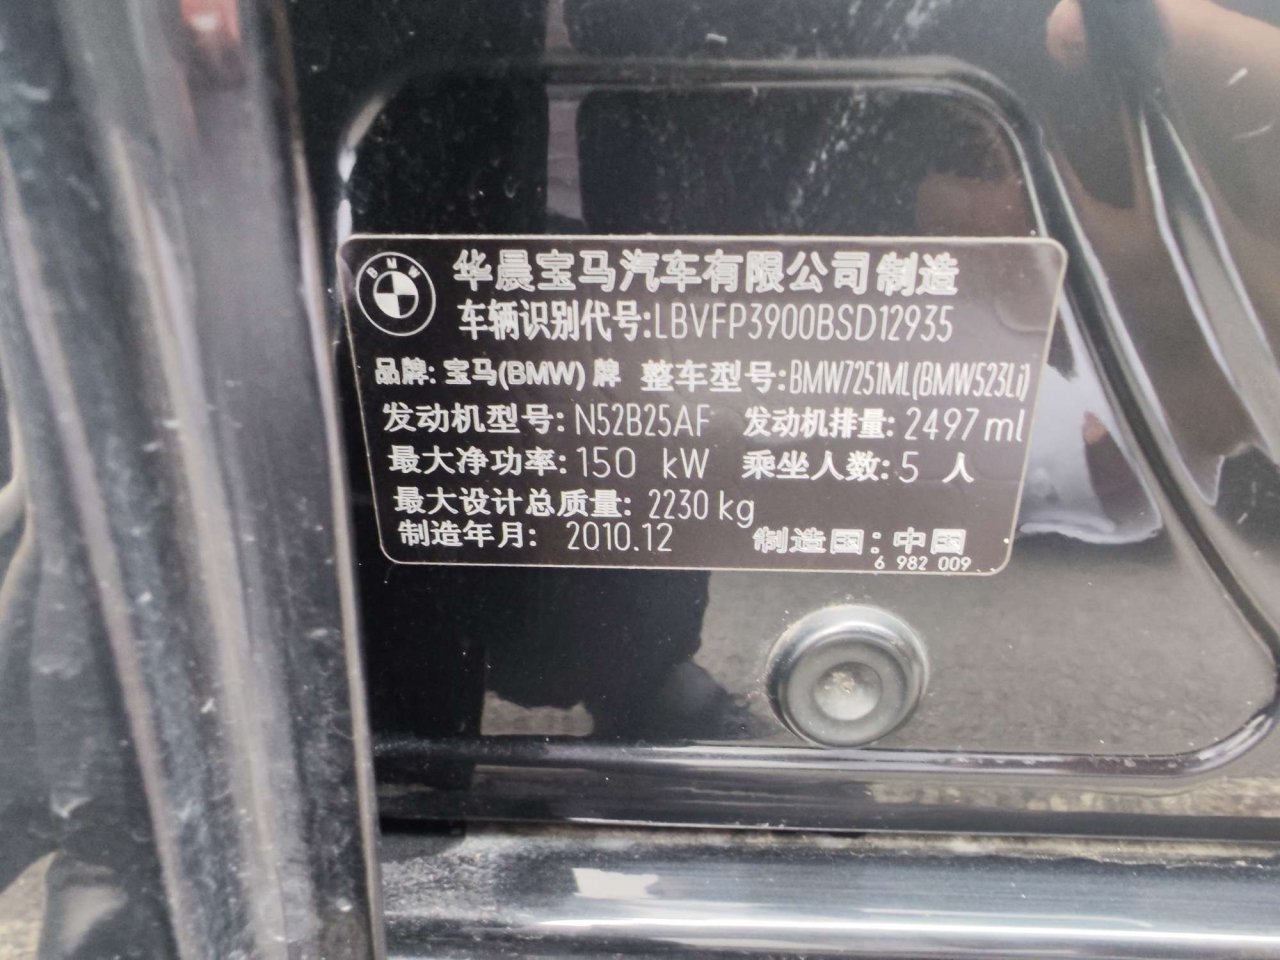 BMW
华晨宝马汽车有限公司制造
车辆识别代号:LBVFP3900BSD12935
品牌: 宝马(BMW) 牌 整车型号:BMW7251ML(BMW523Li)
发动机型号: N52B25AF 发动机排量: 2497 ml
最大净功率: 150 kW 乘坐人数: 5 人
最大设计总质量: 2230 kg
制造年月: 2010.12 制造国: 中国
6 982 009